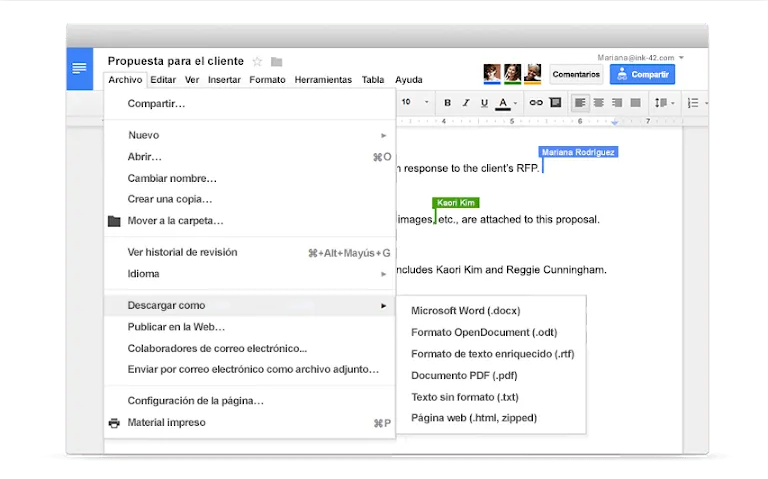 Propuesta para el cliente
Mariana@ink-42.com
Archivo Editar Ver Insertar Formato Herramientas Tabla Ayuda
Comentarios
Compartir
10 B I U A
4 5 6 7
Compartir…
Nuevo
Abrir… ⌘O
Cambiar nombre…
Crear una copia…
Mover a la carpeta…
Ver historial de revisión ⌘+Alt+Mayús+G
Idioma
Descargar como
Publicar en la Web…
Colaboradores de correo electrónico...
Enviar por correo electrónico como archivo adjunto…
Configuración de la página…
Material impreso ⌘P
Mariana Rodríguez
response to the client's RFP.
Kaori Kim
images, etc., are attached to this proposal.
ncludes Kaori Kim and Reggie Cunningham.
Microsoft Word (.docx)
Formato OpenDocument (.odt)
Formato de texto enriquecido (.rtf)
Documento PDF (.pdf)
Texto sin formato (.txt)
Página web (.html, zipped)